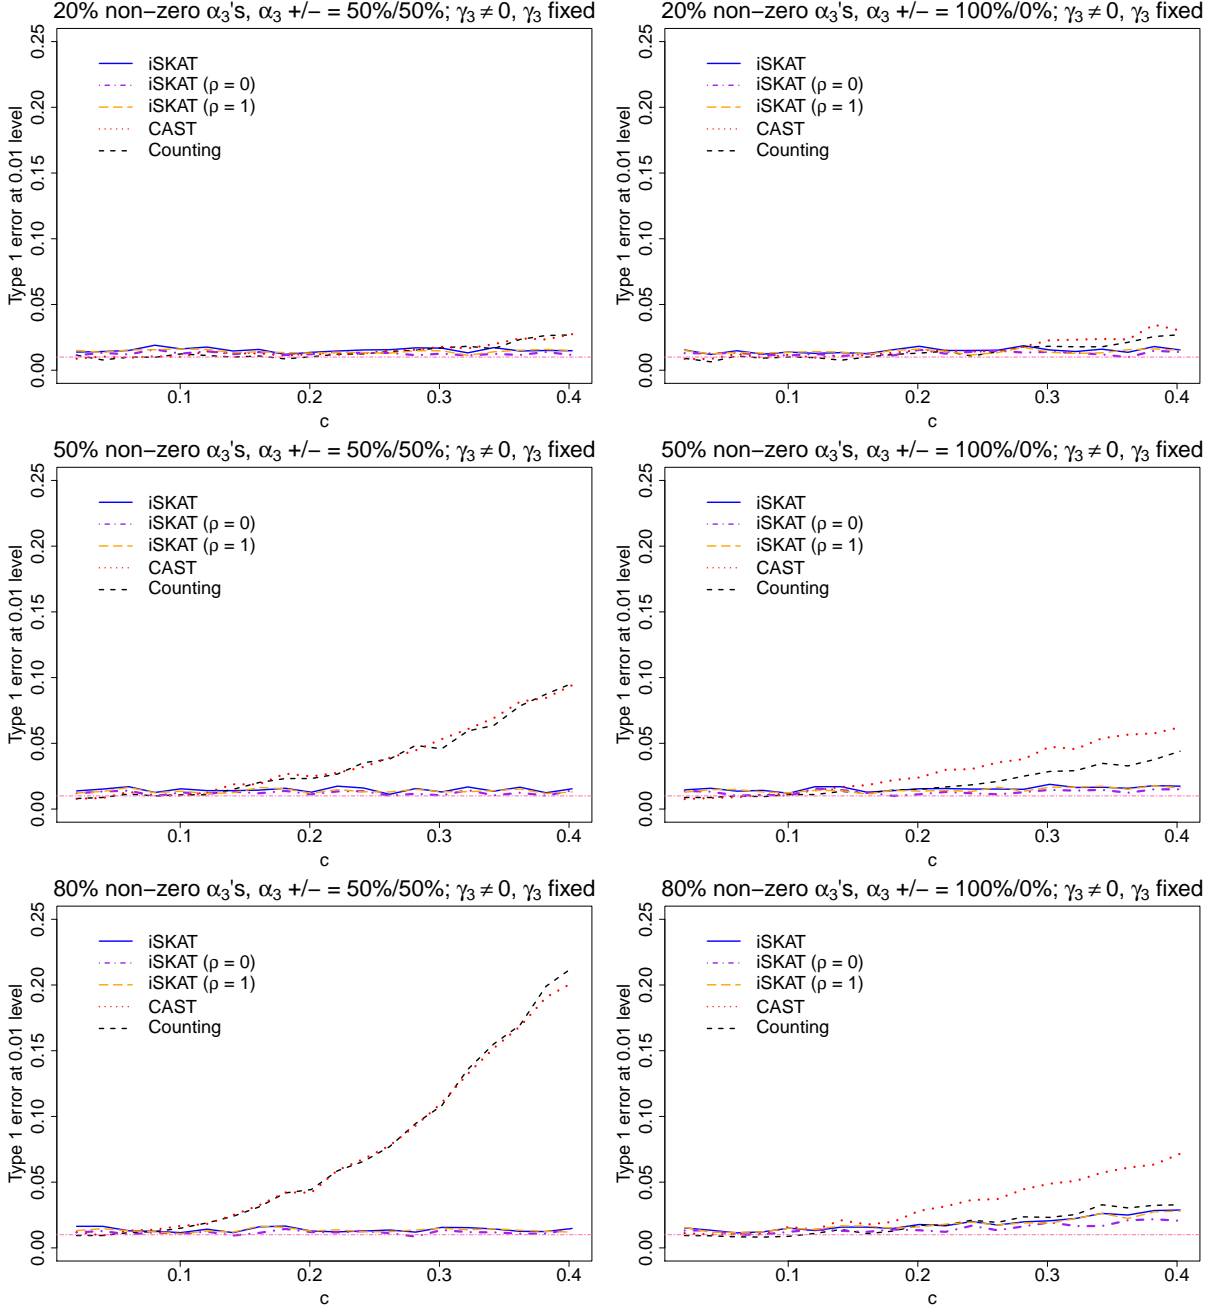 20% non−zero α₃'s, α₃ +/− = 50%/50%; γ₃ ≠ 0, γ₃ fixed
Type 1 error at 0.01 level
0.25
0.20
0.15
0.10
0.05
0.00
iSKAT
iSKAT (ρ = 0)
iSKAT (ρ = 1)
CAST
Counting
0.1 0.2 0.3 0.4
c
20% non−zero α₃'s, α₃ +/− = 100%/0%; γ₃ ≠ 0, γ₃ fixed
Type 1 error at 0.01 level
0.25
0.20
0.15
0.10
0.05
0.00
iSKAT
iSKAT (ρ = 0)
iSKAT (ρ = 1)
CAST
Counting
0.1 0.2 0.3 0.4
c
50% non−zero α₃'s, α₃ +/− = 50%/50%; γ₃ ≠ 0, γ₃ fixed
Type 1 error at 0.01 level
0.25
0.20
0.15
0.10
0.05
0.00
iSKAT
iSKAT (ρ = 0)
iSKAT (ρ = 1)
CAST
Counting
0.1 0.2 0.3 0.4
c
50% non−zero α₃'s, α₃ +/− = 100%/0%; γ₃ ≠ 0, γ₃ fixed
Type 1 error at 0.01 level
0.25
0.20
0.15
0.10
0.05
0.00
iSKAT
iSKAT (ρ = 0)
iSKAT (ρ = 1)
CAST
Counting
0.1 0.2 0.3 0.4
c
80% non−zero α₃'s, α₃ +/− = 50%/50%; γ₃ ≠ 0, γ₃ fixed
Type 1 error at 0.01 level
0.25
0.20
0.15
0.10
0.05
0.00
iSKAT
iSKAT (ρ = 0)
iSKAT (ρ = 1)
CAST
Counting
0.1 0.2 0.3 0.4
c
80% non−zero α₃'s, α₃ +/− = 100%/0%; γ₃ ≠ 0, γ₃ fixed
Type 1 error at 0.01 level
0.25
0.20
0.15
0.10
0.05
0.00
iSKAT
iSKAT (ρ = 0)
iSKAT (ρ = 1)
CAST
Counting
0.1 0.2 0.3 0.4
c